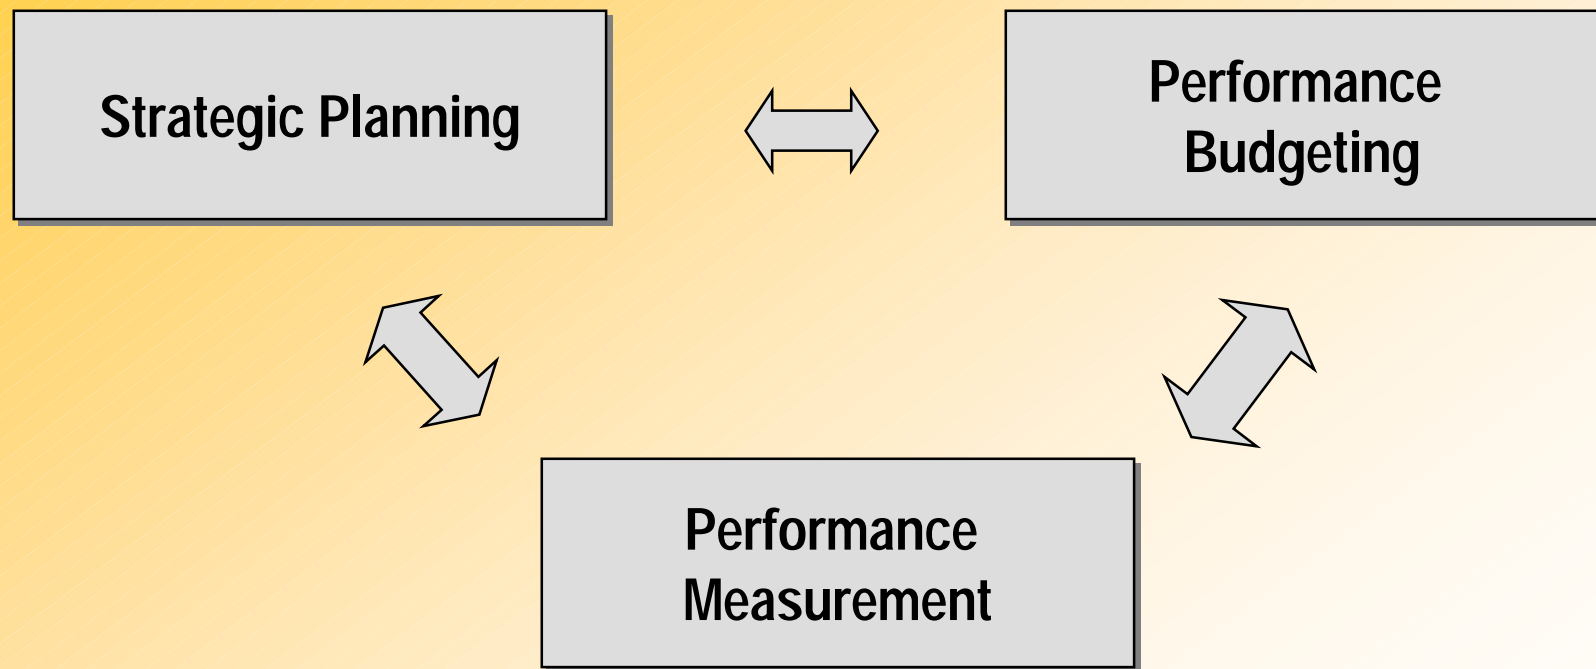 Strategic Planning
Performance
Budgeting
Performance
Measurement